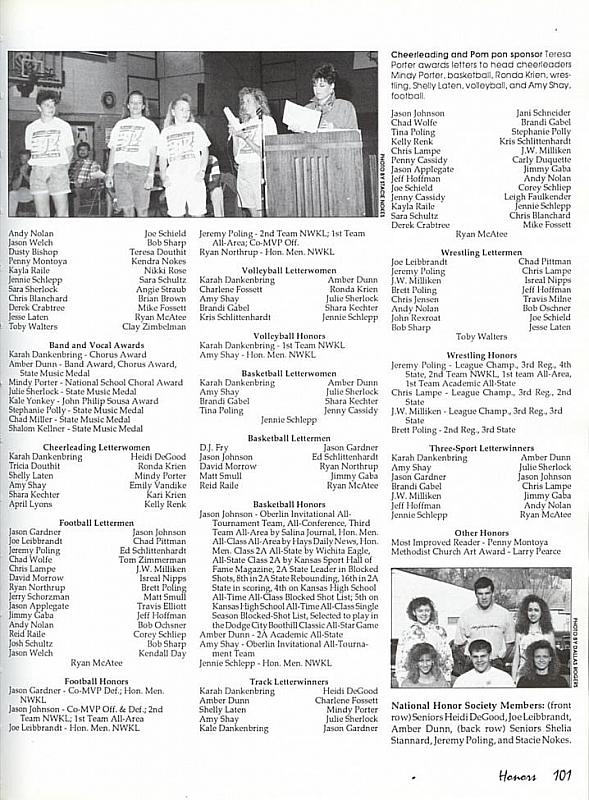 PHOTO BY STACIE NOKES
Andy Nolan Joe Schield
Jason Welch Bob Sharp
Dusty Bishop Teresa Douthit
Penny Montoya Kendra Nokes
Kayla Raile Nikki Rose
Jennie Schlepp Sara Schultz
Sara Sherlock Angie Straub
Chris Blanchard Brian Brown
Derek Crabtree Mike Fossett
Jesse Laten Ryan McAtee
Toby Walters Clay Zimbelman
Band and Vocal Awards
Karah Dankenbring - Chorus Award
Amber Dunn - Band Award, Chorus Award,
State Music Medal
Mindy Porter - National School Choral Award
Julie Sherlock - State Music Medal
Kale Yonkey - John Philip Sousa Award
Stephanie Polly - State Music Medal
Chad Miller - State Music Medal
Shalom Kellner - State Music Medal
Cheerleading Letterwomen
Karah Dankenbring Heidi DeGood
Tricia Douthit Ronda Krien
Shelly Laten Mindy Porter
Amy Shay Emily Vandike
Shara Kechter Kari Krien
April Lyons Kelly Renk
Football Lettermen
Jason Gardner Jason Johnson
Joe Leibbrandt Chad Pittman
Jeremy Poling Ed Schlittenhardt
Chad Wolfe Tom Zimmerman
Chris Lampe J.W. Milliken
David Morrow Isreal Nipps
Ryan Northrup Brett Poling
Jerry Schorzman Matt Smull
Jason Applegate Travis Elliott
Jimmy Gaba Jeff Hoffman
Andy Nolan Bob Ochsner
Reid Raile Corey Schliep
Josh Schultz Bob Sharp
Jason Welch Kendall Day
Ryan McAtee
Football Honors
Jason Gardner - Co-MVP Def.; Hon. Men.
NWKL
Jason Johnson - Co-MVP Off. & Def.; 2nd
Team NWKL; 1st Team All-Area
Joe Leibbrandt - Hon. Men. NWKL
Jeremy Poling - 2nd Team NWKL; 1st Team
All-Area; Co-MVP Off.
Ryan Northrup - Hon. Men. NWKL
Volleyball Letterwomen
Karah Dankenbring Amber Dunn
Charlene Fossett Ronda Krien
Amy Shay Julie Sherlock
Brandi Gabel Shara Kechter
Kris Schlittenhardt Jennie Schlepp
Volleyball Honors
Karah Dankenbring - 1st Team NWKL
Amy Shay - Hon. Men. NWKL
Basketball Letterwomen
Karah Dankenbring Amber Dunn
Amy Shay Julie Sherlock
Brandi Gabel Shara Kechter
Tina Poling Jenny Cassidy
Jennie Schlepp
Basketball Lettermen
D.J. Fry Jason Gardner
Jason Johnson Ed Schlittenhardt
David Morrow Ryan Northrup
Matt Smull Jimmy Gaba
Reid Raile Ryan McAtee
Basketball Honors
Jason Johnson - Oberlin Invitational All-
Tournament Team, All-Conference, Third
Team All-Area by Salina Journal, Hon. Men.
All-Class All-Area by Hays Daily News, Hon.
Men. Class 2A All-State by Wichita Eagle,
All-State Class 2A by Kansas Sport Hall of
Fame Magazine, 2A State Leader in Blocked
Shots, 8th in 2A State Rebounding, 16th in 2A
State in scoring, 4th on Kansas High School
All-Time All-Class Blocked Shot List; 5th on
Kansas High School All-Time All-Class Single
Season Blocked-Shot List, Selected to play in
the Dodge City Boothill Classic All-Star Game
Amber Dunn - 2A Academic All-State
Amy Shay - Oberlin Invitational All-Tourna-
ment Team
Jennie Schlepp - Hon. Men. NWKL
Track Letterwinners
Karah Dankenbring Heidi DeGood
Amber Dunn Charlene Fossett
Shelly Laten Mindy Porter
Amy Shay Julie Sherlock
Kale Dankenbring Jason Gardner
Cheerleading and Pom pon sponsor Teresa
Porter awards letters to head cheerleaders
Mindy Porter, basketball, Ronda Krien, wres-
tling, Shelly Laten, volleyball, and Amy Shay,
football.
Jason Johnson Jani Schneider
Chad Wolfe Brandi Gabel
Tina Poling Stephanie Polly
Kelly Renk Kris Schlittenhardt
Chris Lampe J.W. Milliken
Penny Cassidy Carly Duquette
Jason Applegate Jimmy Gaba
Jeff Hoffman Andy Nolan
Joe Schield Corey Schliep
Jenny Cassidy Leigh Faulkender
Kayla Raile Jennie Schlepp
Sara Schultz Chris Blanchard
Derek Crabtree Mike Fossett
Ryan McAtee
Wrestling Lettermen
Joe Leibbrandt Chad Pittman
Jeremy Poling Chris Lampe
J.W. Milliken Isreal Nipps
Brett Poling Jeff Hoffman
Chris Jensen Travis Milne
Andy Nolan Bob Oschner
John Rexroat Joe Schield
Bob Sharp Jesse Laten
Toby Walters
Wrestling Honors
Jeremy Poling - League Champ., 3rd Reg., 4th
State, 2nd Team NWKL, 1st team All-Area,
1st Team Academic All-State
Chris Lampe - League Champ., 3rd Reg., 2nd
State
J.W. Milliken - League Champ., 3rd Reg., 3rd
State
Brett Poling - 2nd Reg., 3rd State
Three-Sport Letterwinners
Karah Dankenbring Amber Dunn
Amy Shay Julie Sherlock
Jason Gardner Jason Johnson
Brandi Gabel Chris Lampe
J.W. Milliken Jimmy Gaba
Jeff Hoffman Andy Nolan
Jennie Schlepp Ryan McAtee
Other Honors
Most Improved Reader - Penny Montoya
Methodist Church Art Award - Larry Pearce
PHOTO BY DALLAS ROGERS
National Honor Society Members: (front
row) Seniors Heidi DeGood, Joe Leibbrandt,
Amber Dunn, (back row) Seniors Shelia
Stannard, Jeremy Poling, and Stacie Nokes.
Honors 101